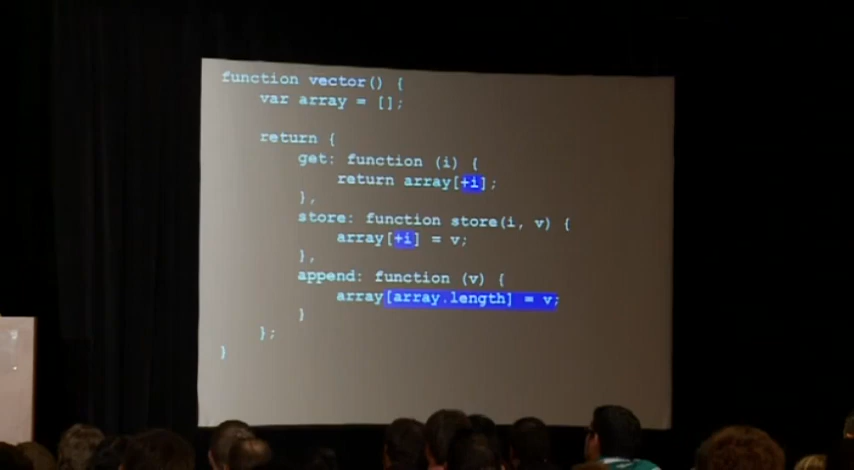 function vector() {
    var array = [];

    return {
        get: function (i) {
            return array[+i];
        },
        store: function store(i, v) {
            array[+i] = v;
        },
        append: function (v) {
            array[array.length] = v;
        }
    };
}